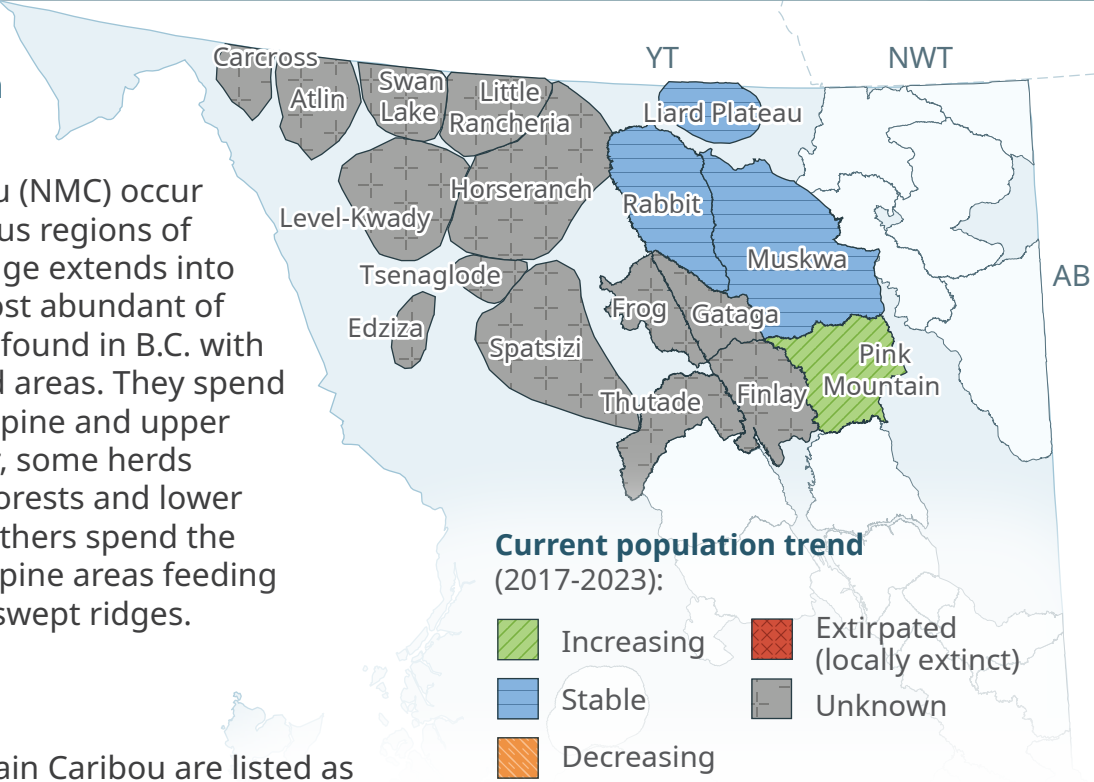 YT
NWT
AB
Carcross
Atlin
Swan
Lake
Little
Rancheria
Liard Plateau
Horseranch
Rabbit
Level-Kwady
Muskwa
Tsenaglode
Edziza
Frog
Gataga
Spatsizi
Pink
Mountain
Thutade
Finlay
u (NMC) occur
us regions of
ge extends into
ost abundant of
found in B.C. with
d areas. They spend
pine and upper
, some herds
orests and lower
thers spend the
pine areas feeding
swept ridges.
ain Caribou are listed as
Current population trend
(2017-2023):
Increasing
Stable
Decreasing
Extirpated
(locally extinct)
Unknown